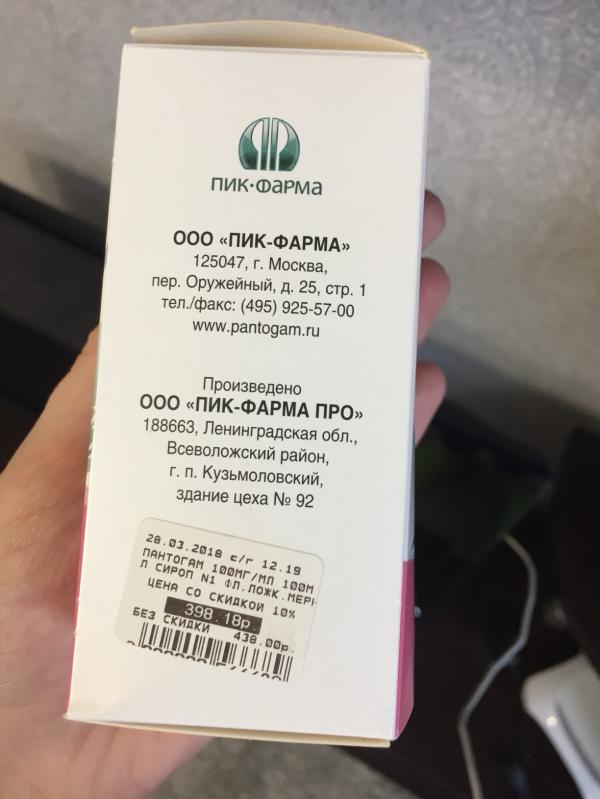 ПИК•ФАРМА
ООО «ПИК-ФАРМА»
125047, г. Москва,
пер. Оружейный, д. 25, стр. 1
тел./факс: (495) 925-57-00
www.pantogam.ru
Произведено
ООО «ПИК-ФАРМА ПРО»
188663, Ленинградская обл.,
Всеволожский район,
г. п. Кузьмоловский,
здание цеха № 92
28.03.2018 с/г 12.19
ПАНТОГАМ 100МГ/МЛ 100М
Л СИРОП N1 ФЛ.ЛОЖК.МЕРН
ЦЕНА СО СКИДКОЙ 10%
398.18р.
БЕЗ СКИДКИ 438.00р.